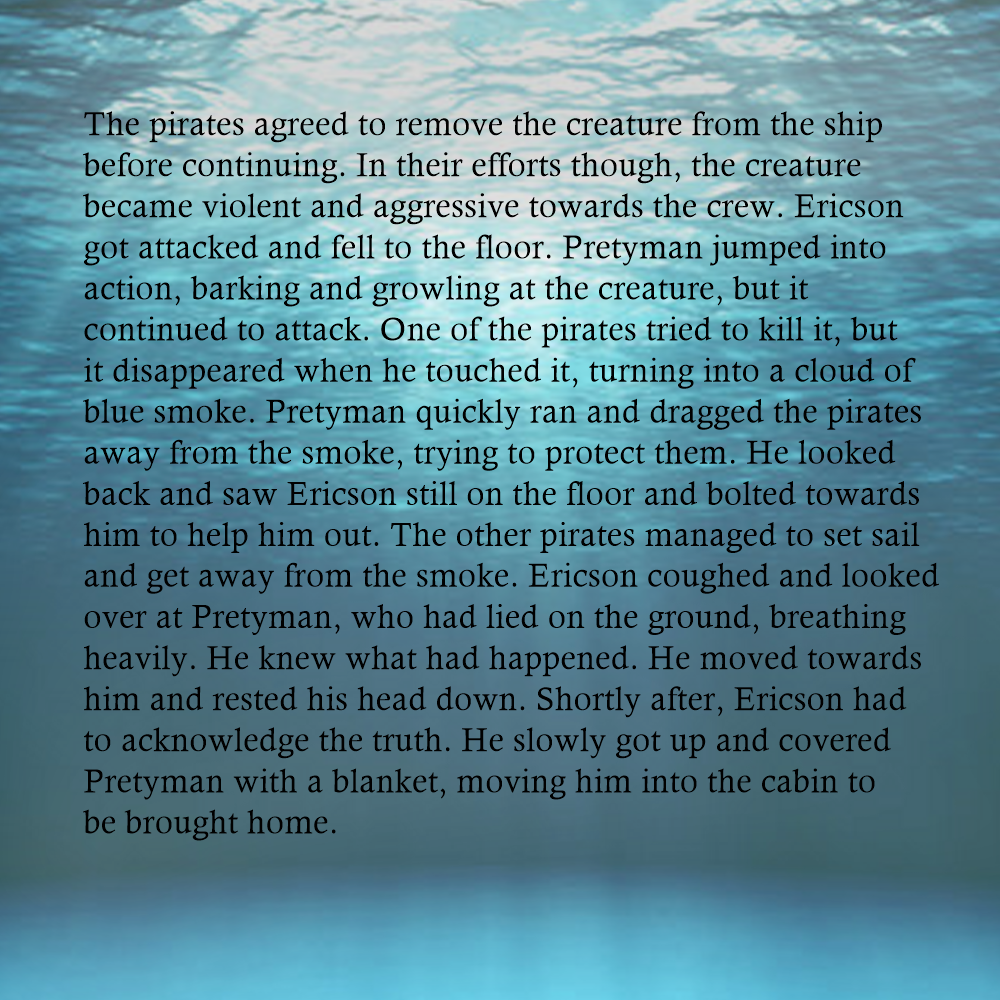 The pirates agreed to remove the creature from the ship
before continuing. In their efforts though, the creature
became violent and aggressive towards the crew. Ericson
got attacked and fell to the floor. Pretyman jumped into
action, barking and growling at the creature, but it
continued to attack. One of the pirates tried to kill it, but
it disappeared when he touched it, turning into a cloud of
blue smoke. Pretyman quickly ran and dragged the pirates
away from the smoke, trying to protect them. He looked
back and saw Ericson still on the floor and bolted towards
him to help him out. The other pirates managed to set sail
and get away from the smoke. Ericson coughed and looked
over at Pretyman, who had lied on the ground, breathing
heavily. He knew what had happened. He moved towards
him and rested his head down. Shortly after, Ericson had
to acknowledge the truth. He slowly got up and covered
Pretyman with a blanket, moving him into the cabin to
be brought home.